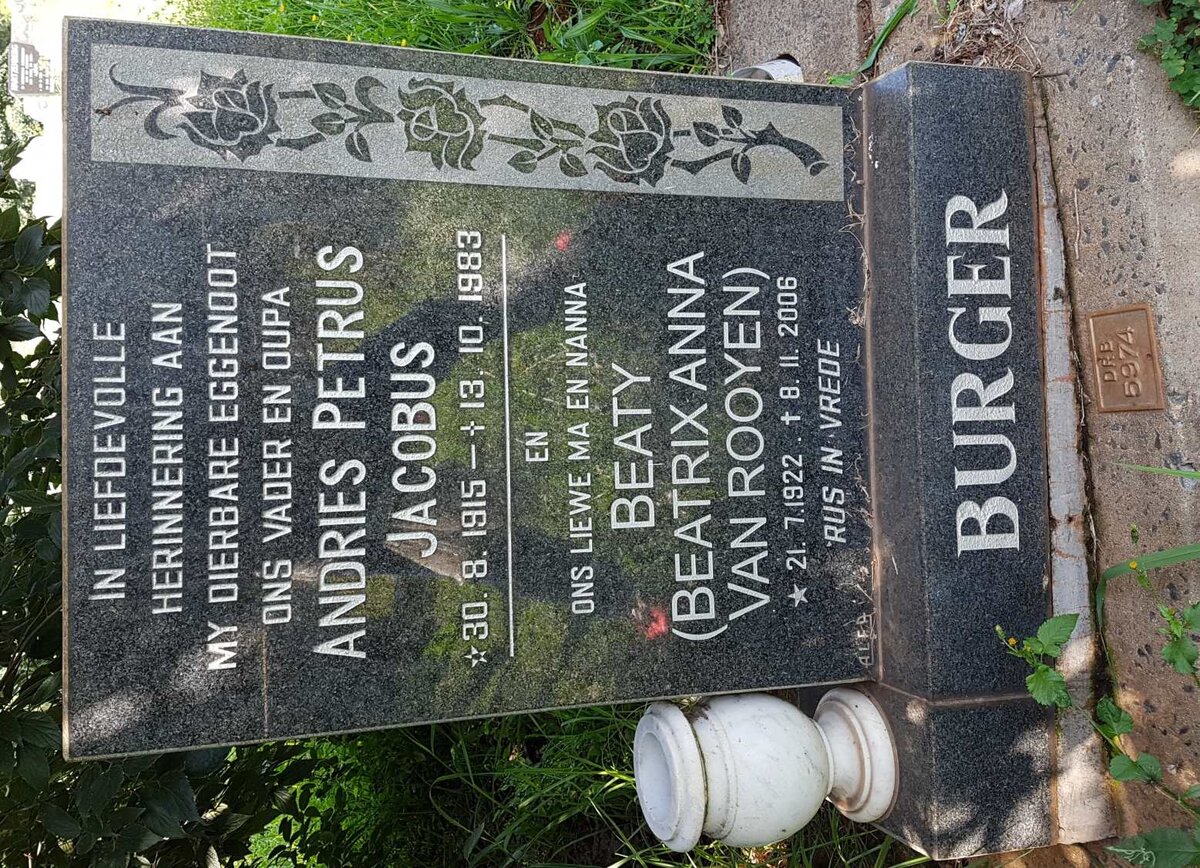 IN LIEFDEVOLLE
HERINNERING AAN
MY DIERBARE EGGENOOT
ONS VADER EN OUPA
ANDRIES PETRUS
JACOBUS
☆30. 8. 1915 — † 13. 10. 1983
EN
ONS LIEWE MA EN NANNA
BEATY
(BEATRIX ANNA
VAN ROOYEN)
★ 21. 7.1922 . † 8. 11. 2006
RUS IN VREDE
BURGER
DRB
5974